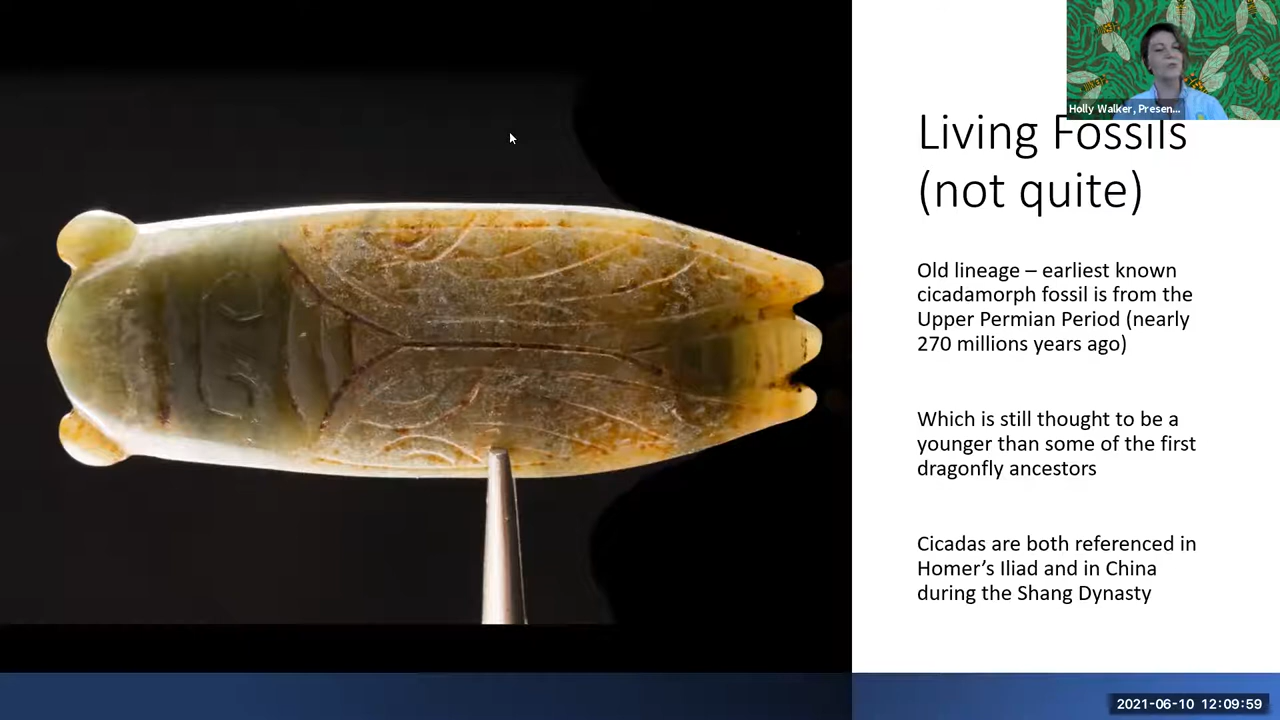 Holly Walker, Presen...
Living Fossils
(not quite)
Old lineage – earliest known
cicadamorph fossil is from the
Upper Permian Period (nearly
270 millions years ago)
Which is still thought to be a
younger than some of the first
dragonfly ancestors
Cicadas are both referenced in
Homer’s Iliad and in China
during the Shang Dynasty
2021-06-10 12:09:59